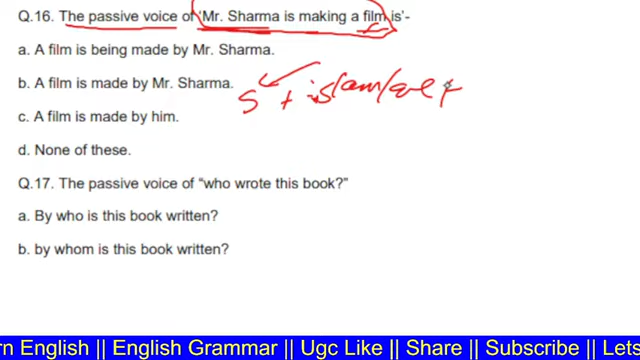 Q.16. The passive voice of 'Mr. Sharma is making a film is'-
a. A film is being made by Mr. Sharma.
b. A film is made by Mr. Sharma.
S + is/am/are +
c. A film is made by him.
d. None of these.
Q.17. The passive voice of “who wrote this book?”
a. By who is this book written?
b. by whom is this book written?
rn English || English Grammar || Ugc Like || Share || Subscribe || Lets